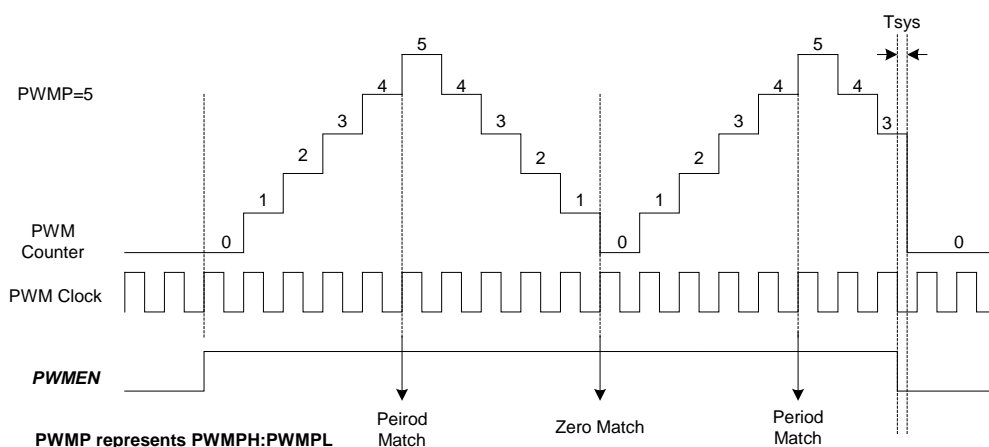 Tsys
5
5
PWMP=5
4
4
4
4
3
3
3
3
2
2
2
1
1
1
PWM
Counter
0
0
0
PWM Clock
PWMEN
Peirod
Match
Zero Match
Period
Match
PWMP represents PWMPH:PWMPL